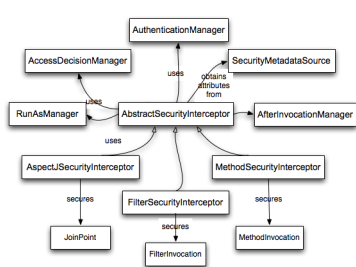 AuthenticationManager
AccessDecisionManager
SecurityMetadataSource
uses
obtains
attributes
from
uses
RunAsManager
AbstractSecurityInterceptor
AfterInvocationManager
uses
AspectJSecurityInterceptor
MethodSecurityInterceptor
FilterSecurityInterceptor
secures
secures
secures
JoinPoint
MethodInvocation
FilterInvocation